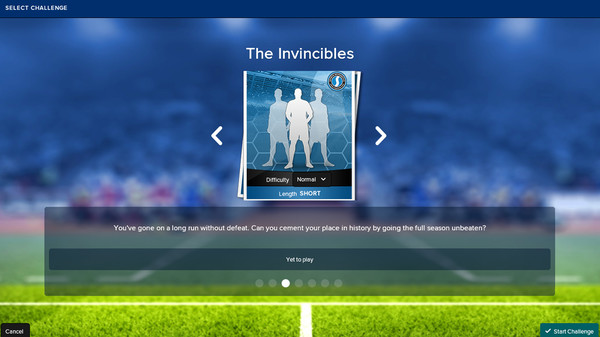 SELECT CHALLENGE
The Invincibles
S
Difficulty Normal
Length SHORT
You've gone on a long run without defeat. Can you cement your place in history by going the full season unbeaten?
Yet to play
Cancel
Start Challenge